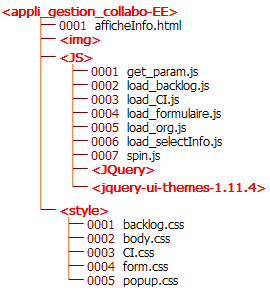 <appli_gestion_collabo-EE>
0001 afficheInfo.html
<img>
<JS>
0001 get_param.js
0002 load_backlog.js
0003 load_CI.js
0004 load_formulaire.js
0005 load_org.js
0006 load_selectInfo.js
0007 spin.js
<JQuery>
<jquery-ui-themes-1.11.4>
<style>
0001 backlog.css
0002 body.css
0003 CI.css
0004 form.css
0005 popup.css